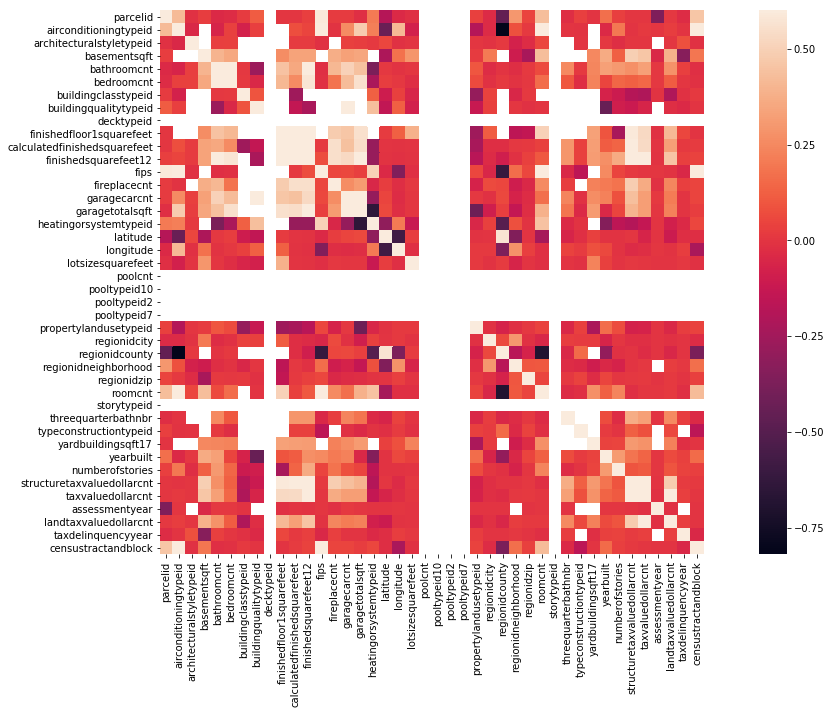 parcelid
airconditioningtypeid
architecturalstyletypeid
basementsqft
bathroomcnt
bedroomcnt
buildingclasstypeid
buildingqualitytypeid
decktypeid
finishedfloor1squarefeet
calculatedfinishedsquarefeet
finishedsquarefeet12
fips
fireplacecnt
garagecarcnt
garagetotalsqft
heatingorsystemtypeid
latitude
longitude
lotsizesquarefeet
poolcnt
pooltypeid10
pooltypeid2
pooltypeid7
propertylandusetypeid
regionidcity
regionidcounty
regionidneighborhood
regionidzip
roomcnt
storytypeid
threequarterbathnbr
typeconstructiontypeid
yardbuildingsqft17
yearbuilt
numberofstories
structuretaxvaluedollarcnt
taxvaluedollarcnt
assessmentyear
landtaxvaluedollarcnt
taxdelinquencyyear
censustractandblock
parcelid
airconditioningtypeid
architecturalstyletypeid
basementsqft
bathroomcnt
bedroomcnt
buildingclasstypeid
buildingqualitytypeid
decktypeid
finishedfloor1squarefeet
calculatedfinishedsquarefeet
finishedsquarefeet12
fips
fireplacecnt
garagecarcnt
garagetotalsqft
heatingorsystemtypeid
latitude
longitude
lotsizesquarefeet
poolcnt
pooltypeid10
pooltypeid2
pooltypeid7
propertylandusetypeid
regionidcity
regionidcounty
regionidneighborhood
regionidzip
roomcnt
storytypeid
threequarterbathnbr
typeconstructiontypeid
yardbuildingsqft17
yearbuilt
numberofstories
structuretaxvaluedollarcnt
taxvaluedollarcnt
assessmentyear
landtaxvaluedollarcnt
taxdelinquencyyear
censustractandblock
0.50
0.25
0.00
−0.25
−0.50
−0.75